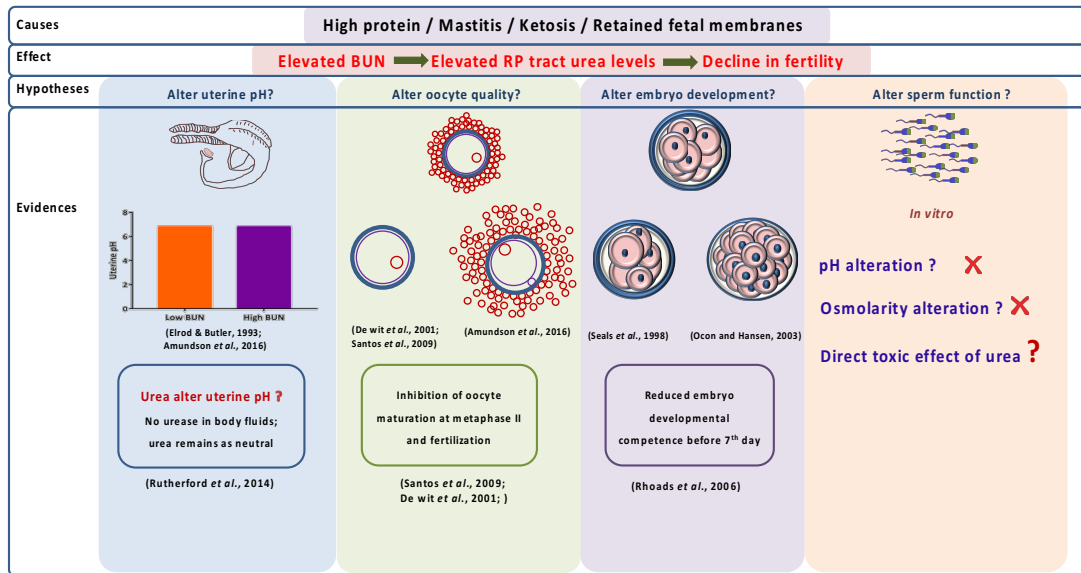 Causes
High protein / Mastitis / Ketosis / Retained fetal membranes
Effect
Elevated BUN Elevated RP tract urea levels Decline in fertility
Hypotheses
Alter uterine pH?
Alter oocyte quality?
Alter embryo development?
Alter sperm function ?
Evidences
Uterine pH
8
6
4
2
0
Low BUN
High BUN
(Elrod & Butler, 1993;
Amundson et al., 2016)
Urea alter uterine pH ?
No urease in body fluids;
urea remains as neutral
(Rutherford et al., 2014)
(De wit et al., 2001;
Santos et al., 2009)
(Amundson et al., 2016)
Inhibition of oocyte
maturation at metaphase II
and fertilization
(Santos et al., 2009;
De wit et al., 2001; )
(Seals et al., 1998)
(Ocon and Hansen, 2003)
Reduced embryo
developmental
competence before 7th day
(Rhoads et al., 2006)
In vitro
pH alteration ?
Osmolarity alteration ?
Direct toxic effect of urea ?